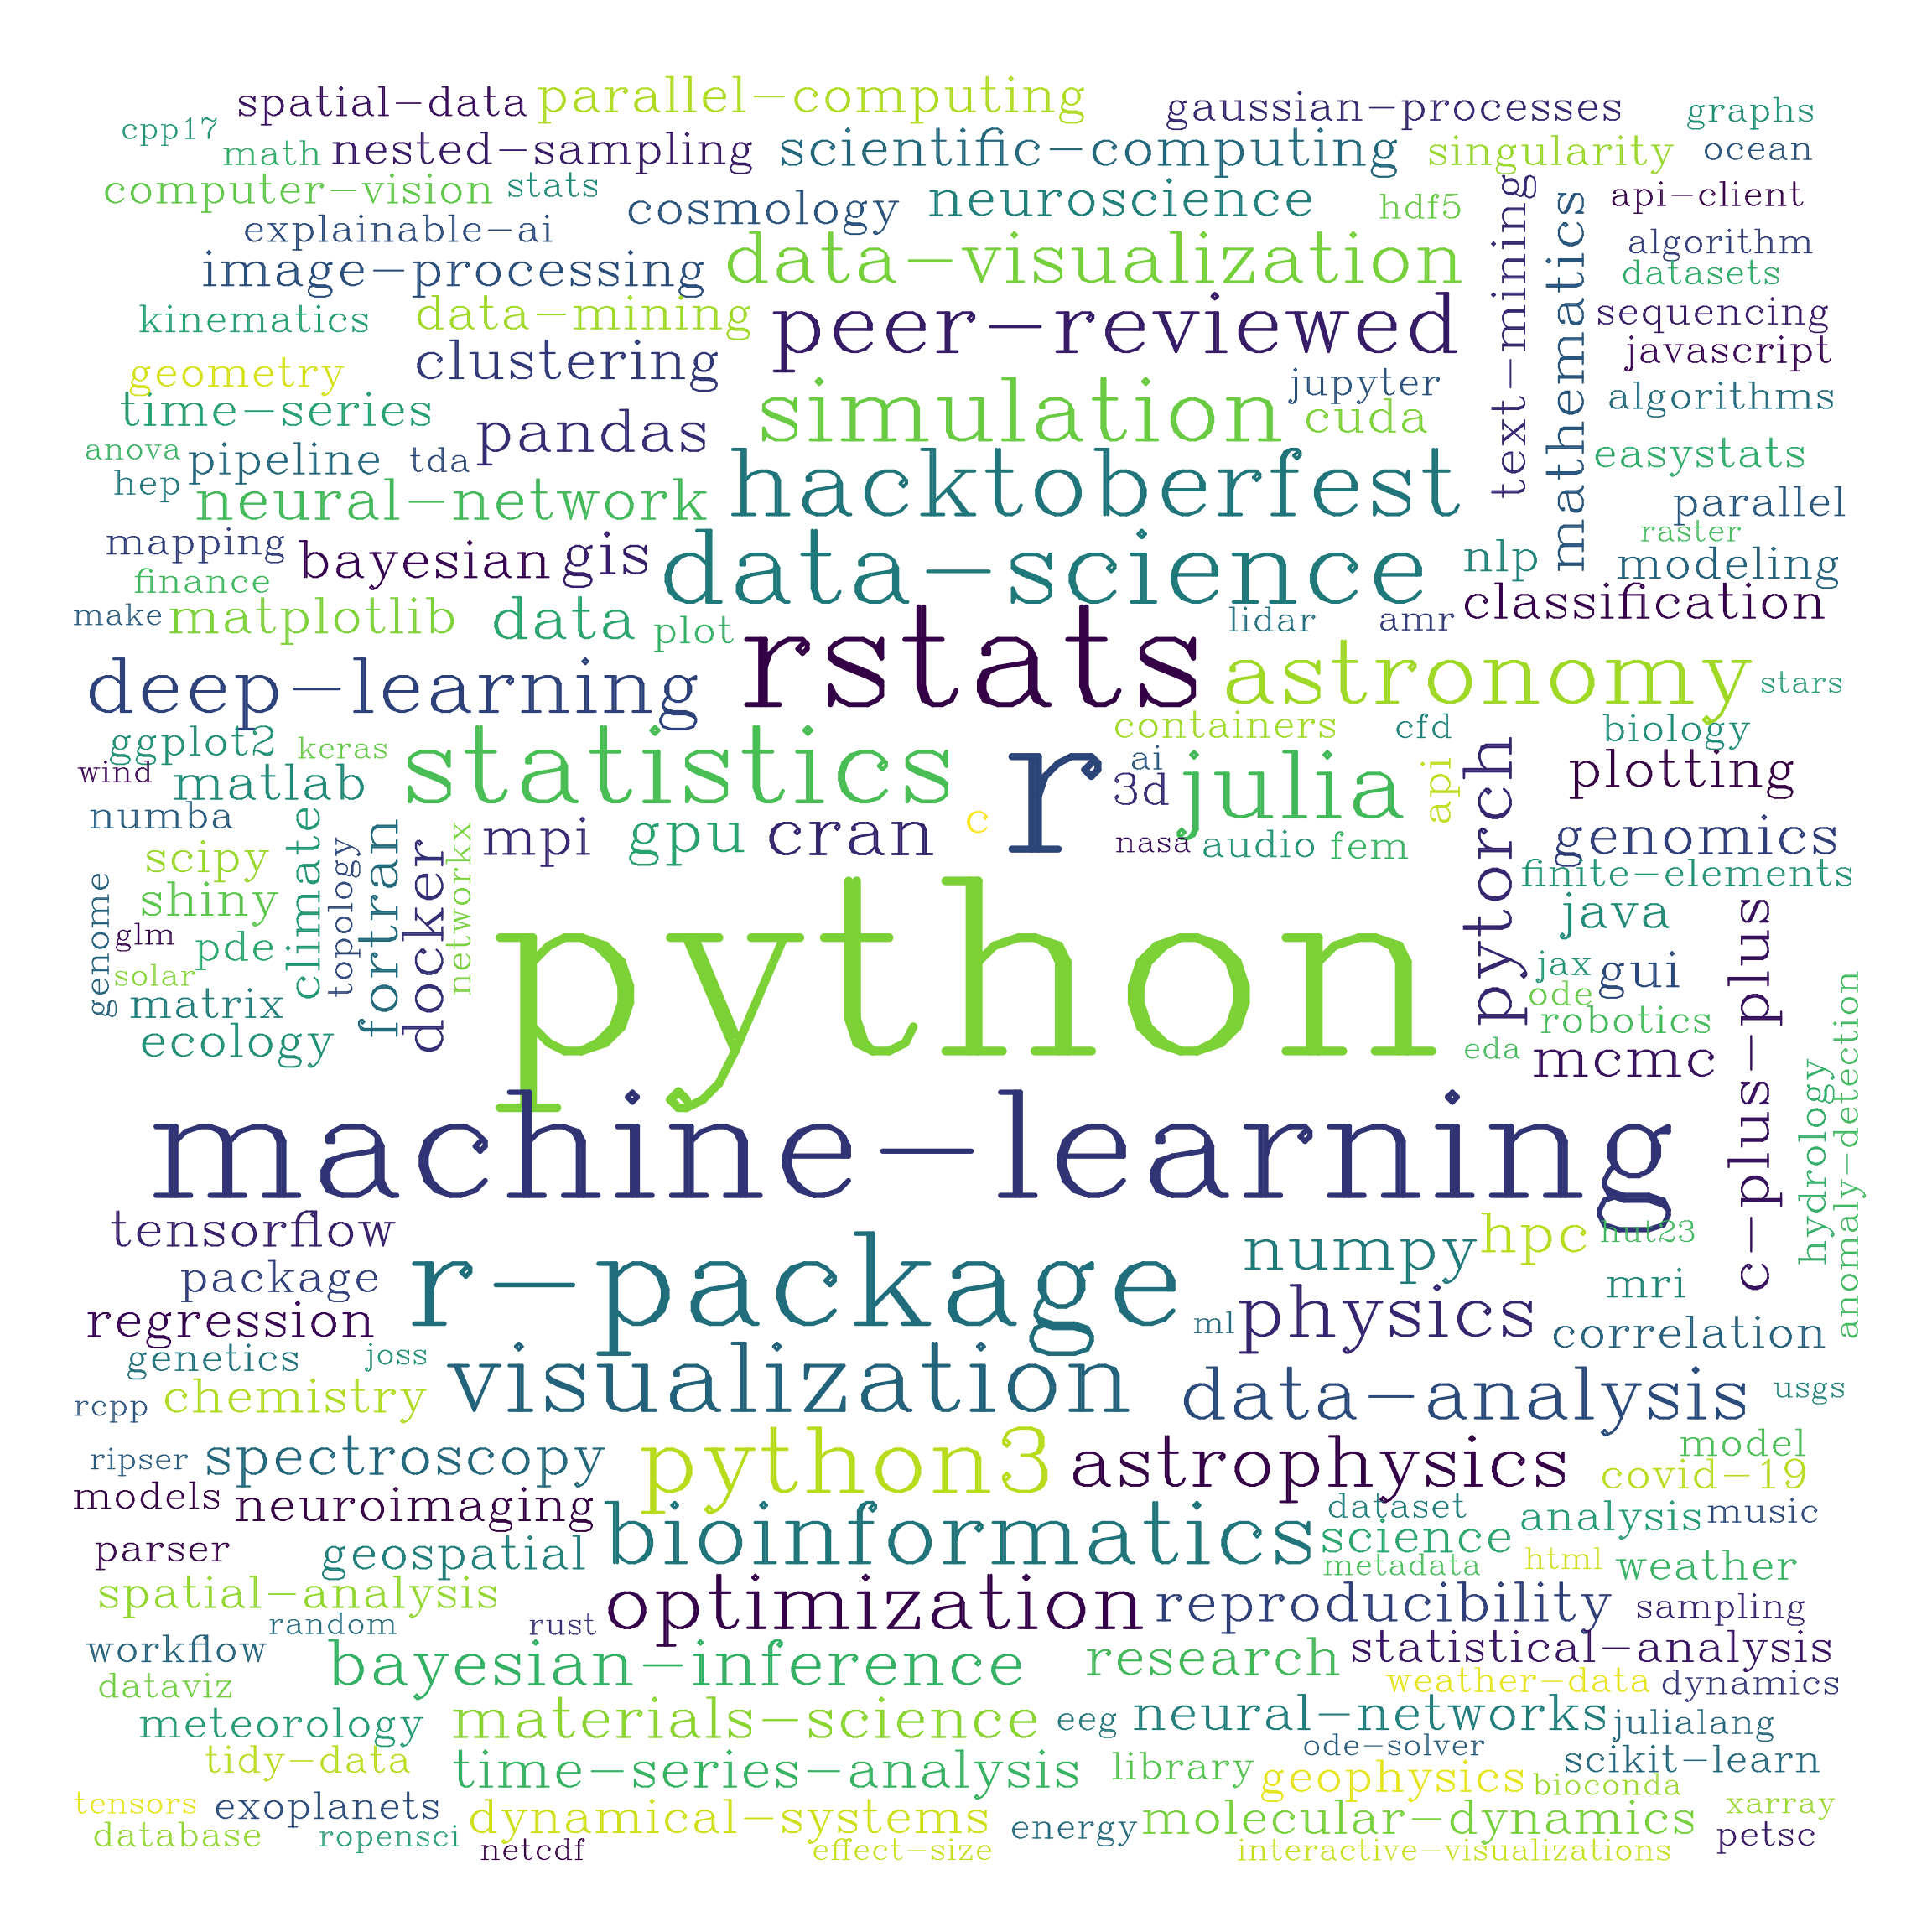 spatial-data
parallel-computing
gaussian-processes
graphs
cpp17
math
nested-sampling
scientific-computing
singularity
ocean
computer-vision
stats
cosmology
neuroscience
hdf5
text-mining
mathematics
api-client
explainable-ai
algorithm
image-processing
data-visualization
datasets
kinematics
data-mining
peer-reviewed
sequencing
geometry
clustering
javascript
jupyter
time-series
simulation
cuda
algorithms
anova
pipeline
tda
pandas
easystats
hep
neural-network
hacktoberfest
parallel
raster
mapping
bayesian
gis
data-science
nlp
modeling
finance
make
matplotlib
data
plot
lidar
amr
classification
deep-learning
rstats
astronomy
stars
ggplot2
keras
statistics
r
containers
cfd
biology
wind
matlab
ai
3d
julia
api
pytorch
plotting
numba
climate
topology
fortran
docker
networkx
mpi
gpu
cran
c
nasa
audio
fem
genomics
scipy
finite-elements
genome
shiny
glm
pde
solar
matrix
ecology
python
java
jax
gui
ode
robotics
eda
mcmc
c-plus-plus
hydrology
anomaly-detection
machine-learning
tensorflow
package
r-package
numpy
hpc
hut23
mri
regression
ml
physics
correlation
genetics
joss
visualization
rcpp
chemistry
data-analysis
usgs
ripser
spectroscopy
python3
astrophysics
model
covid-19
models
neuroimaging
bioinformatics
dataset
science
analysis
music
parser
geospatial
metadata
html
weather
spatial-analysis
random
rust
optimization
reproducibility
sampling
workflow
bayesian-inference
research
statistical-analysis
dataviz
weather-data
dynamics
meteorology
materials-science
eeg
neural-networks
julialang
tidy-data
time-series-analysis
library
ode-solver
scikit-learn
geophysics
bioconda
tensors
exoplanets
dynamical-systems
energy
molecular-dynamics
xarray
database
ropensci
netcdf
effect-size
interactive-visualizations
petsc